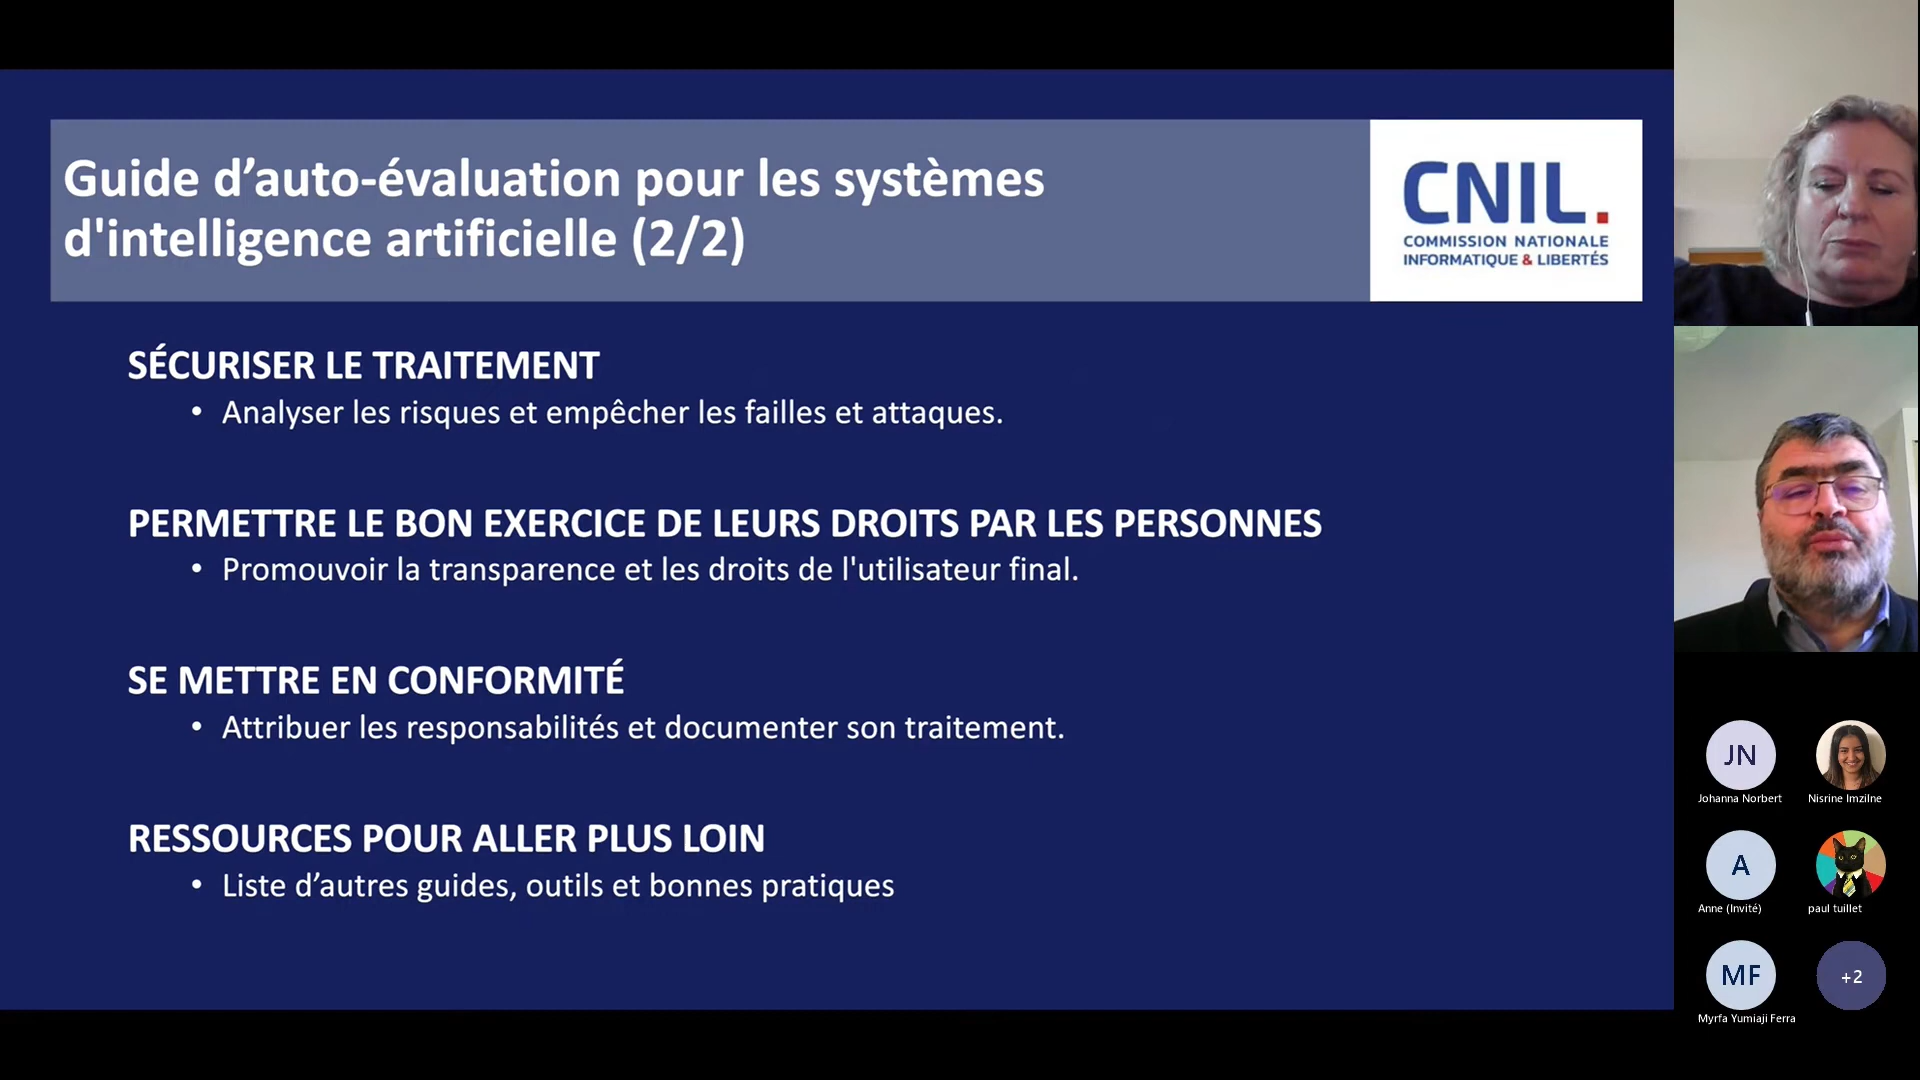 Guide d’auto-évaluation pour les systèmes
d'intelligence artificielle (2/2)
CNIL.
COMMISSION NATIONALE
INFORMATIQUE & LIBERTÉS
SÉCURISER LE TRAITEMENT
• Analyser les risques et empêcher les failles et attaques.
PERMETTRE LE BON EXERCICE DE LEURS DROITS PAR LES PERSONNES
• Promouvoir la transparence et les droits de l'utilisateur final.
SE METTRE EN CONFORMITÉ
• Attribuer les responsabilités et documenter son traitement.
RESSOURCES POUR ALLER PLUS LOIN
• Liste d’autres guides, outils et bonnes pratiques
JN
Johanna Norbert
Nisrine Imzilne
A
Anne (Invité)
paul tuillet
MF
Myrfa Yumiaji Ferra
+2